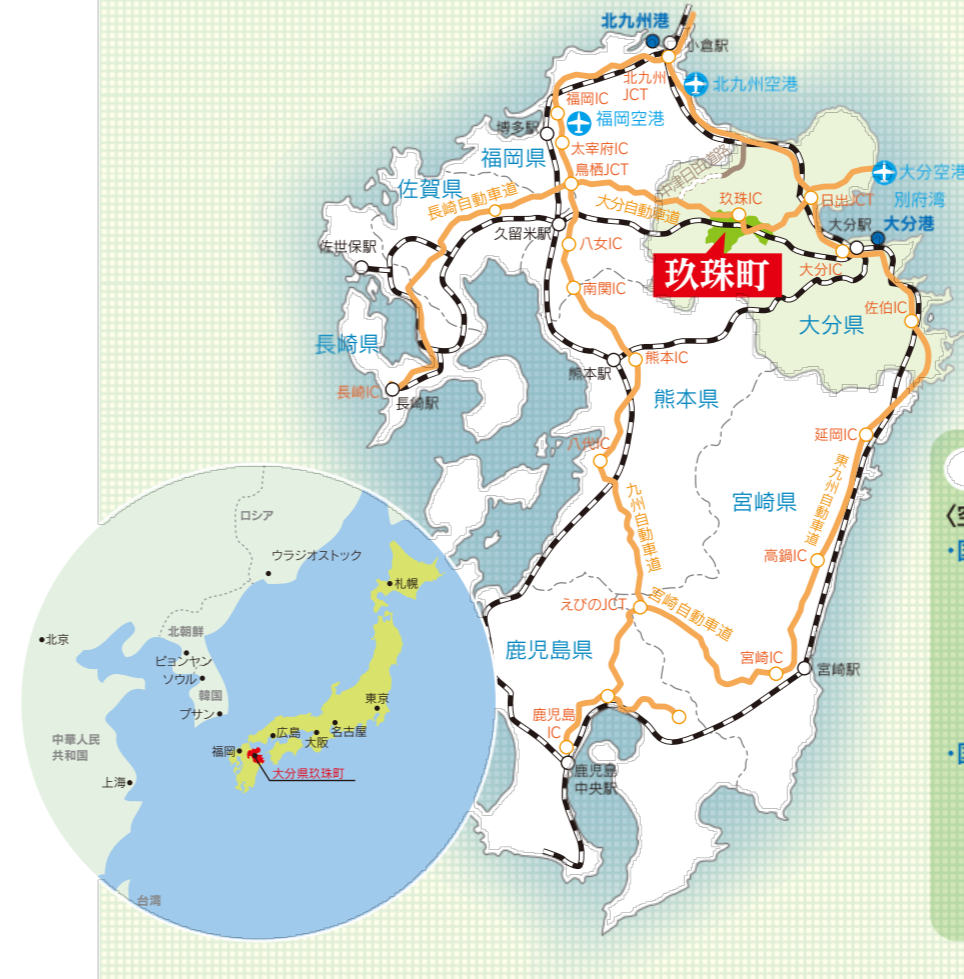 北九州港
小倉駅
北九州
JCT
北九州空港
福岡IC
福岡空港
博多駅
太宰府IC
福岡県
鳥栖JCT
中津日田道路
大分空港
佐賀県
長崎自動車道
大分自動車道
玖珠IC
日出JCT
別府湾
久留米駅
大分駅
大分港
佐世保駅
八女IC
玖珠町
大分IC
南関IC
佐伯IC
大分県
長崎県
熊本駅
熊本IC
長崎IC
長崎駅
熊本県
延岡IC
八代IC
九州自動車道
宮崎県
東九州自動車道
高鍋IC
えびのJCT
宮崎自動車道
鹿児島県
宮崎IC
宮崎駅
鹿児島
IC
鹿児島
中央駅
ロシア
ウラジオストック
札幌
北京
北朝鮮
ピョンヤン
ソウル
韓国
プサン
東京
名古屋
広島
大阪
福岡
中華人民
共和国
大分県玖珠町
上海
台湾
〈空